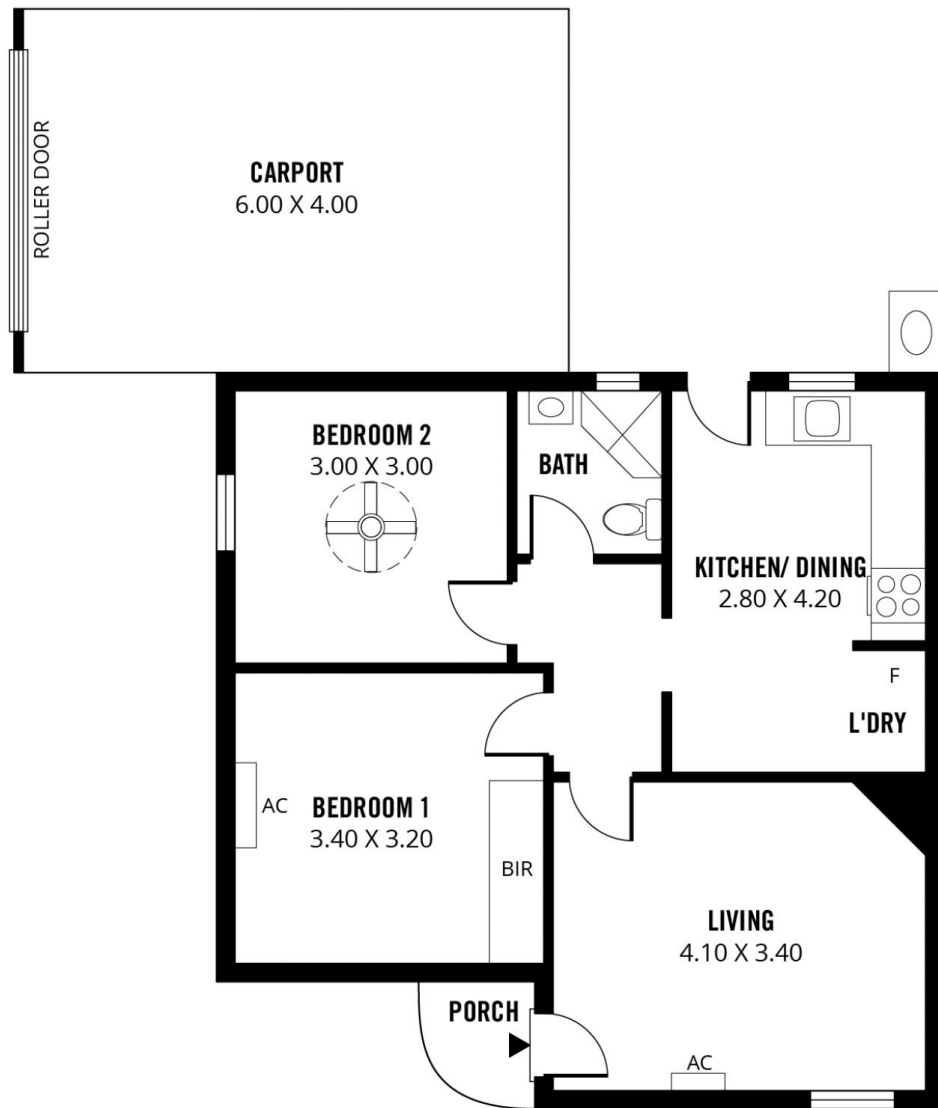 ROLLER DOOR
CARPORT
6.00 X 4.00
BEDROOM 2
3.00 X 3.00
BATH
KITCHEN/ DINING
2.80 X 4.20
F
L'DRY
AC
BEDROOM 1
3.40 X 3.20
BIR
LIVING
4.10 X 3.40
PORCH
AC